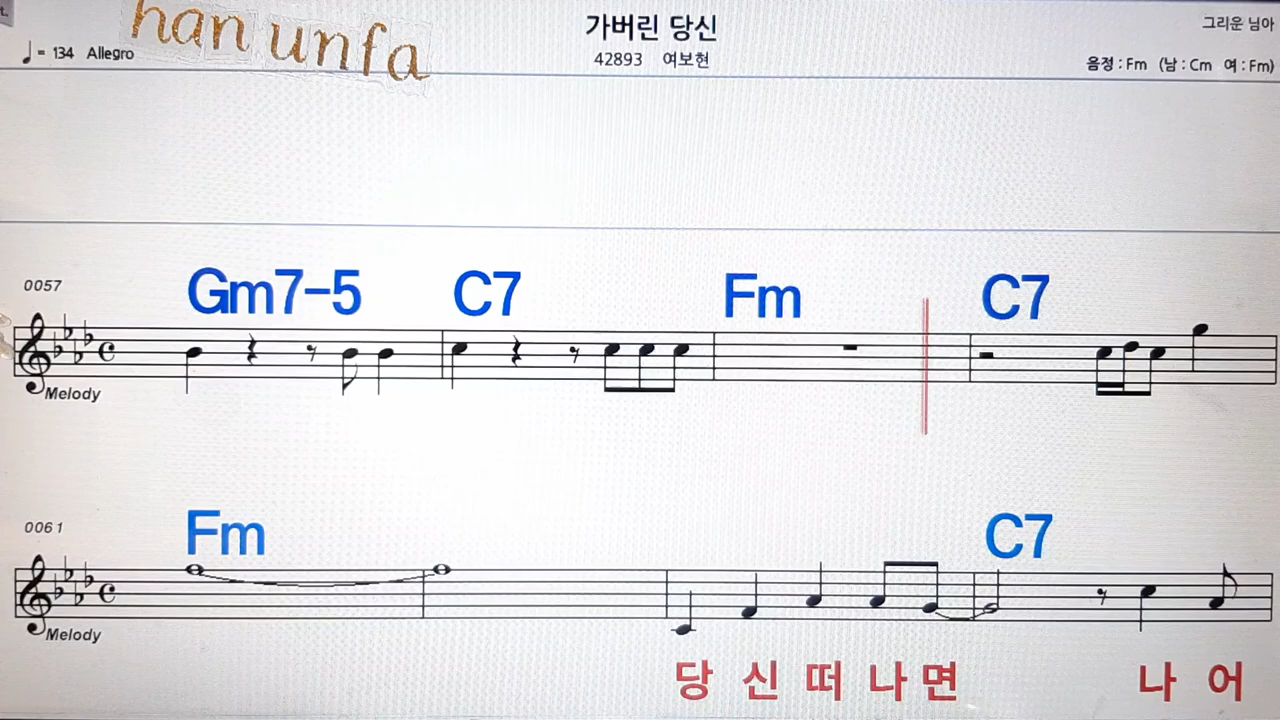 han unfa
가버린 당신
그리운 님아
♩= 134 Allegro
42893 여보현
음정 : Fm (남 : Cm 여 : Fm)
Gm7-5 C7 Fm C7
0057
Melody
Fm C7
0061
Melody
당 신 떠 나 면 나 어